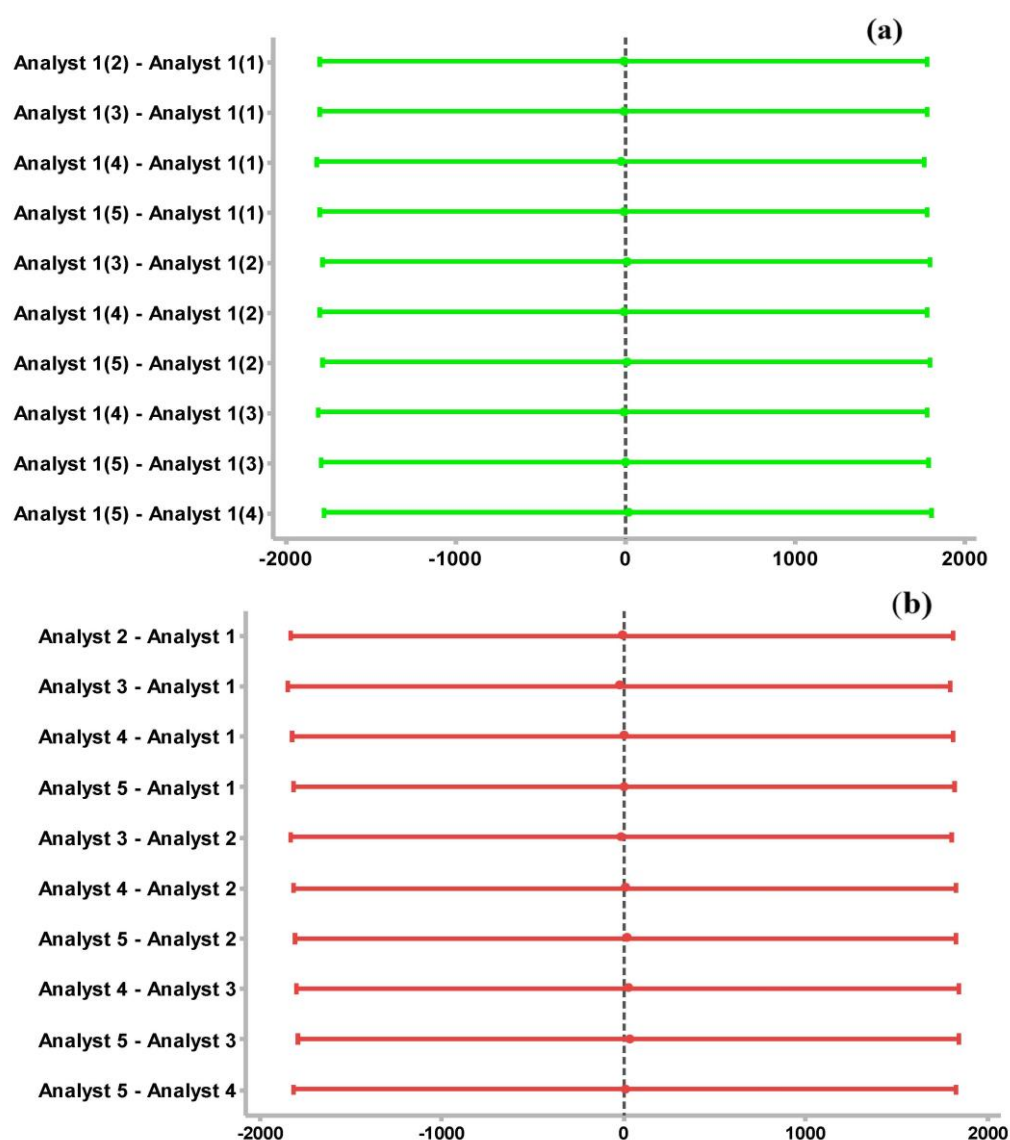 (a)
Analyst 1(2) - Analyst 1(1)
Analyst 1(3) - Analyst 1(1)
Analyst 1(4) - Analyst 1(1)
Analyst 1(5) - Analyst 1(1)
Analyst 1(3) - Analyst 1(2)
Analyst 1(4) - Analyst 1(2)
Analyst 1(5) - Analyst 1(2)
Analyst 1(4) - Analyst 1(3)
Analyst 1(5) - Analyst 1(3)
Analyst 1(5) - Analyst 1(4)
-2000 -1000 0 1000 2000
(b)
Analyst 2 - Analyst 1
Analyst 3 - Analyst 1
Analyst 4 - Analyst 1
Analyst 5 - Analyst 1
Analyst 3 - Analyst 2
Analyst 4 - Analyst 2
Analyst 5 - Analyst 2
Analyst 4 - Analyst 3
Analyst 5 - Analyst 3
Analyst 5 - Analyst 4
-2000 -1000 0 1000 2000